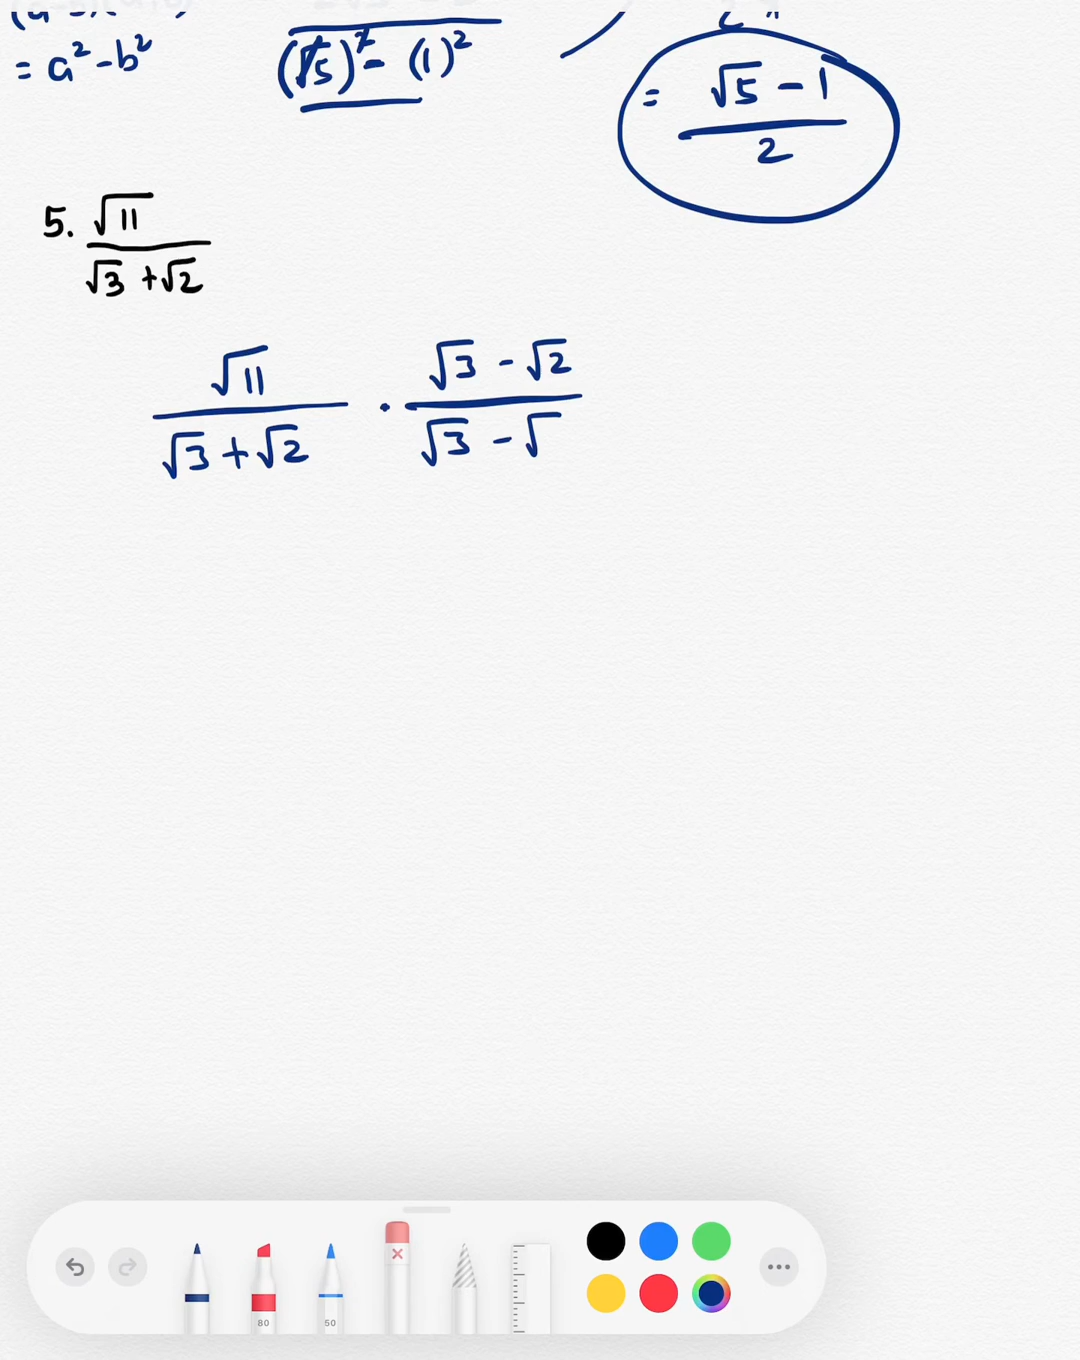 = a² - b²
(√5)² - (1)²
= √5 - 1 / 2
5. √11 / √3 + √2
√11 / √3 + √2 · √3 - √2 / √3 - √
80
50